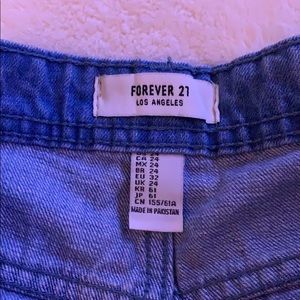 FOREVER 21
LOS ANGELES
CA 24
MX 24
BR 24
EU 32
UK 24
KR 61
JP 61
CN 155/61A
MADE IN PAKISTAN